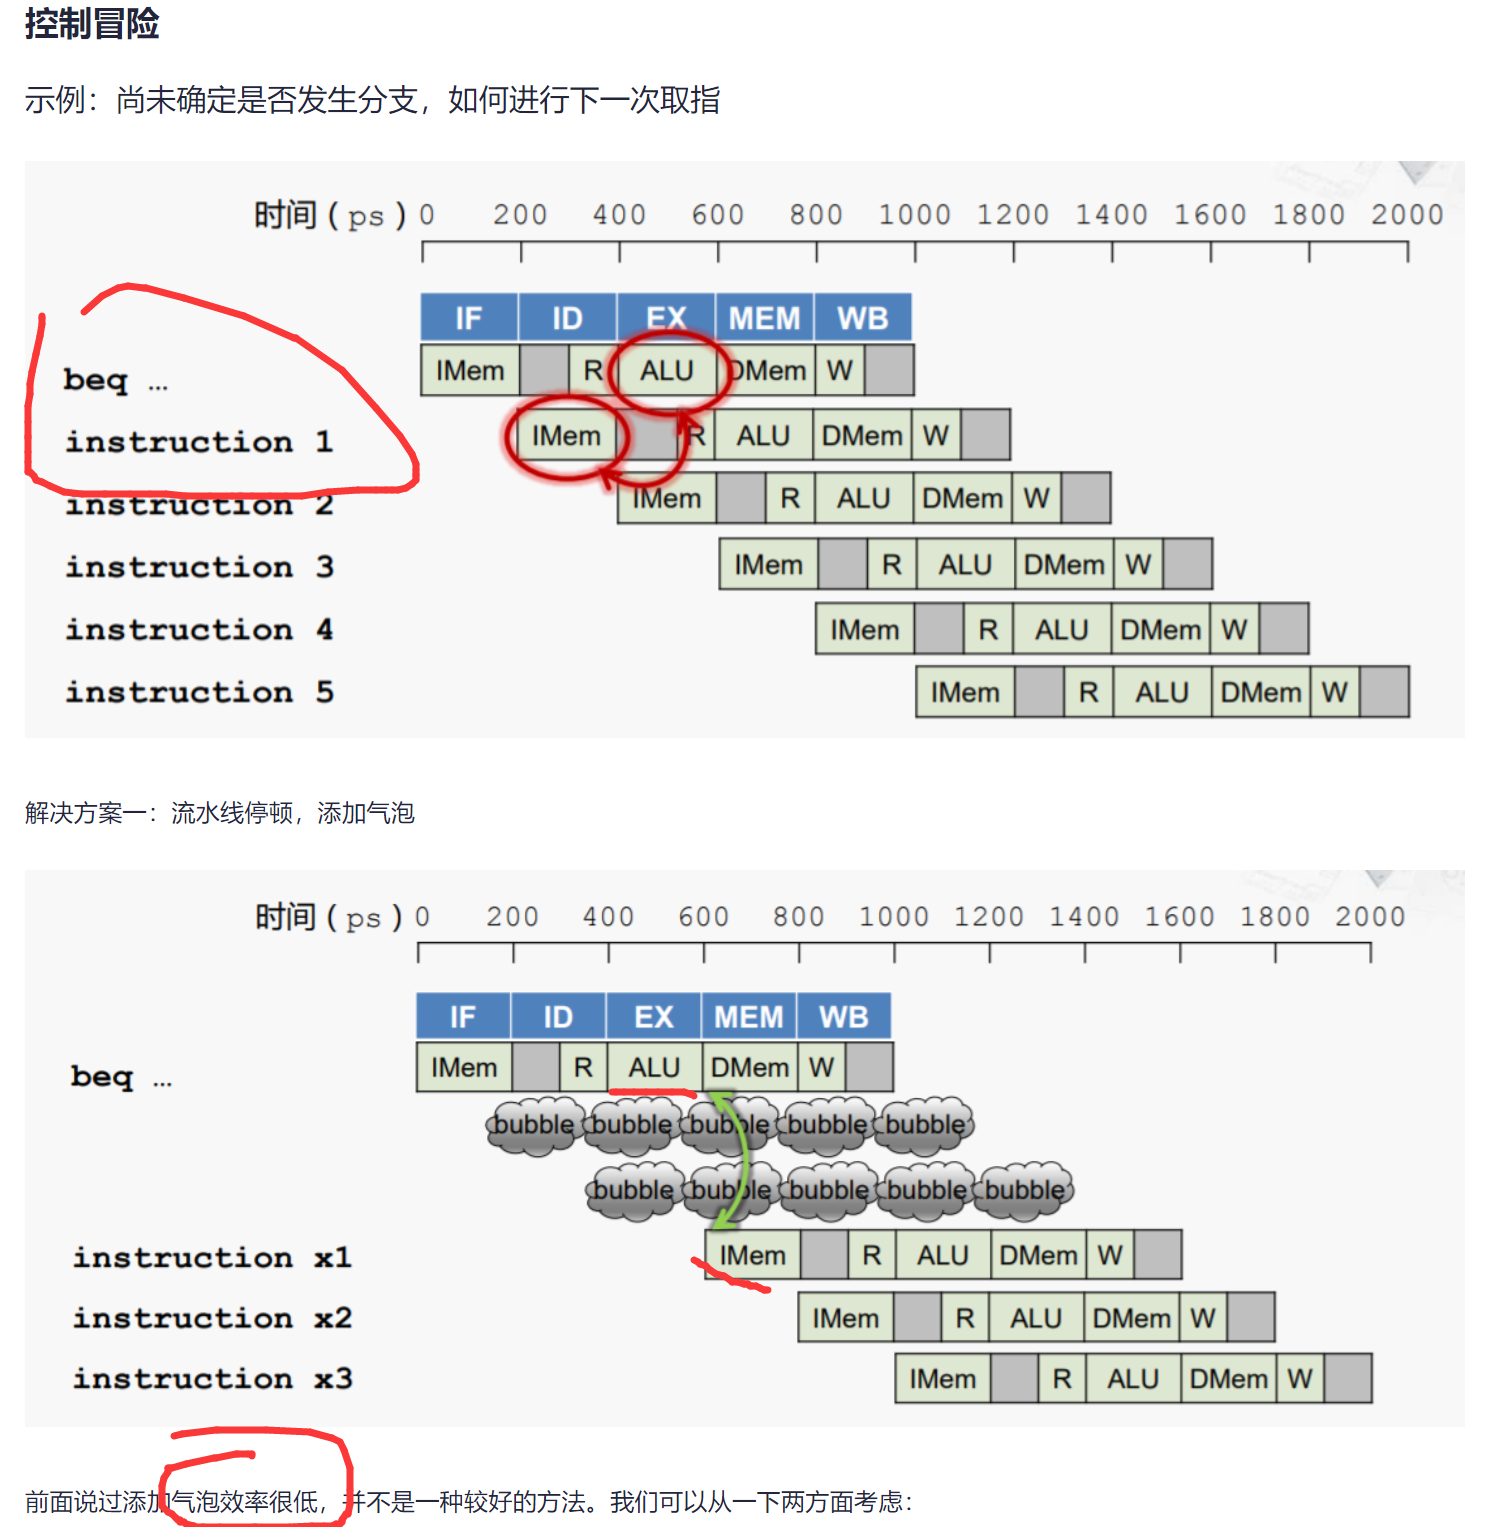 控制冒险
示例：尚未确定是否发生分支，如何进行下一次取指
时间（ps）0 200 400 600 800 1000 1200 1400 1600 1800 2000
IF ID EX MEM WB
beq … IMem R ALU DMem W
instruction 1 IMem R ALU DMem W
instruction 2 IMem R ALU DMem W
instruction 3 IMem R ALU DMem W
instruction 4 IMem R ALU DMem W
instruction 5 IMem R ALU DMem W
解决方案一：流水线停顿，添加气泡
时间（ps）0 200 400 600 800 1000 1200 1400 1600 1800 2000
IF ID EX MEM WB
beq … IMem R ALU DMem W
bubble bubble bubble bubble bubble
bubble bubble bubble bubble bubble
instruction x1 IMem R ALU DMem W
instruction x2 IMem R ALU DMem W
instruction x3 IMem R ALU DMem W
前面说过添加气泡效率很低，并不是一种较好的方法。我们可以从一下两方面考虑：